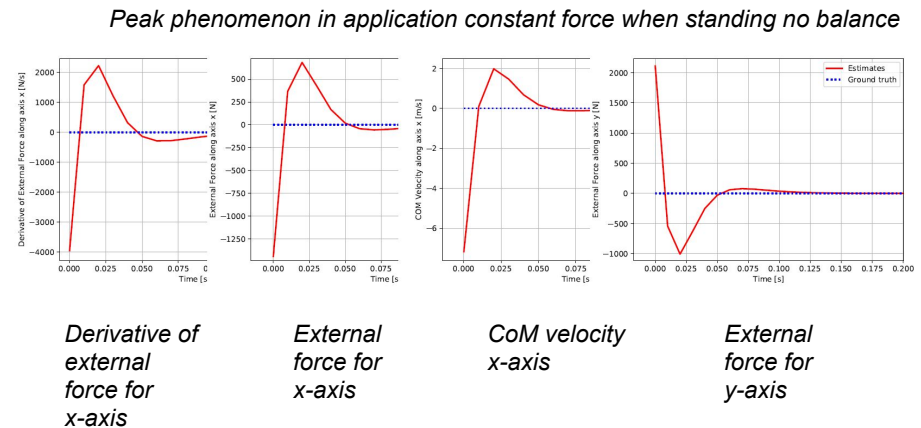 Peak phenomenon in application constant force when standing no balance
Derivative of External Force along axis x [N/s]
2000
1000
0
−1000
−2000
−3000
−4000
0.000
0.025
0.050
0.075
0
Time [s
External Force along axis x [N]
500
250
0
−250
−500
−750
−1000
−1250
0.000
0.025
0.050
0.075
Time [s
COM Velocity along axis x [m/s]
2
0
−2
−4
−6
0.000
0.025
0.050
0.075
Time [s
External Force along axis y [N]
2000
1500
1000
500
0
−500
−1000
0.000
0.025
0.050
0.075
0.100
0.125
0.150
0.175
0.200
Time [s]
Estimates
Ground truth
Derivative of
external
force for
x-axis
External
force for
x-axis
CoM velocity
x-axis
External
force for
y-axis